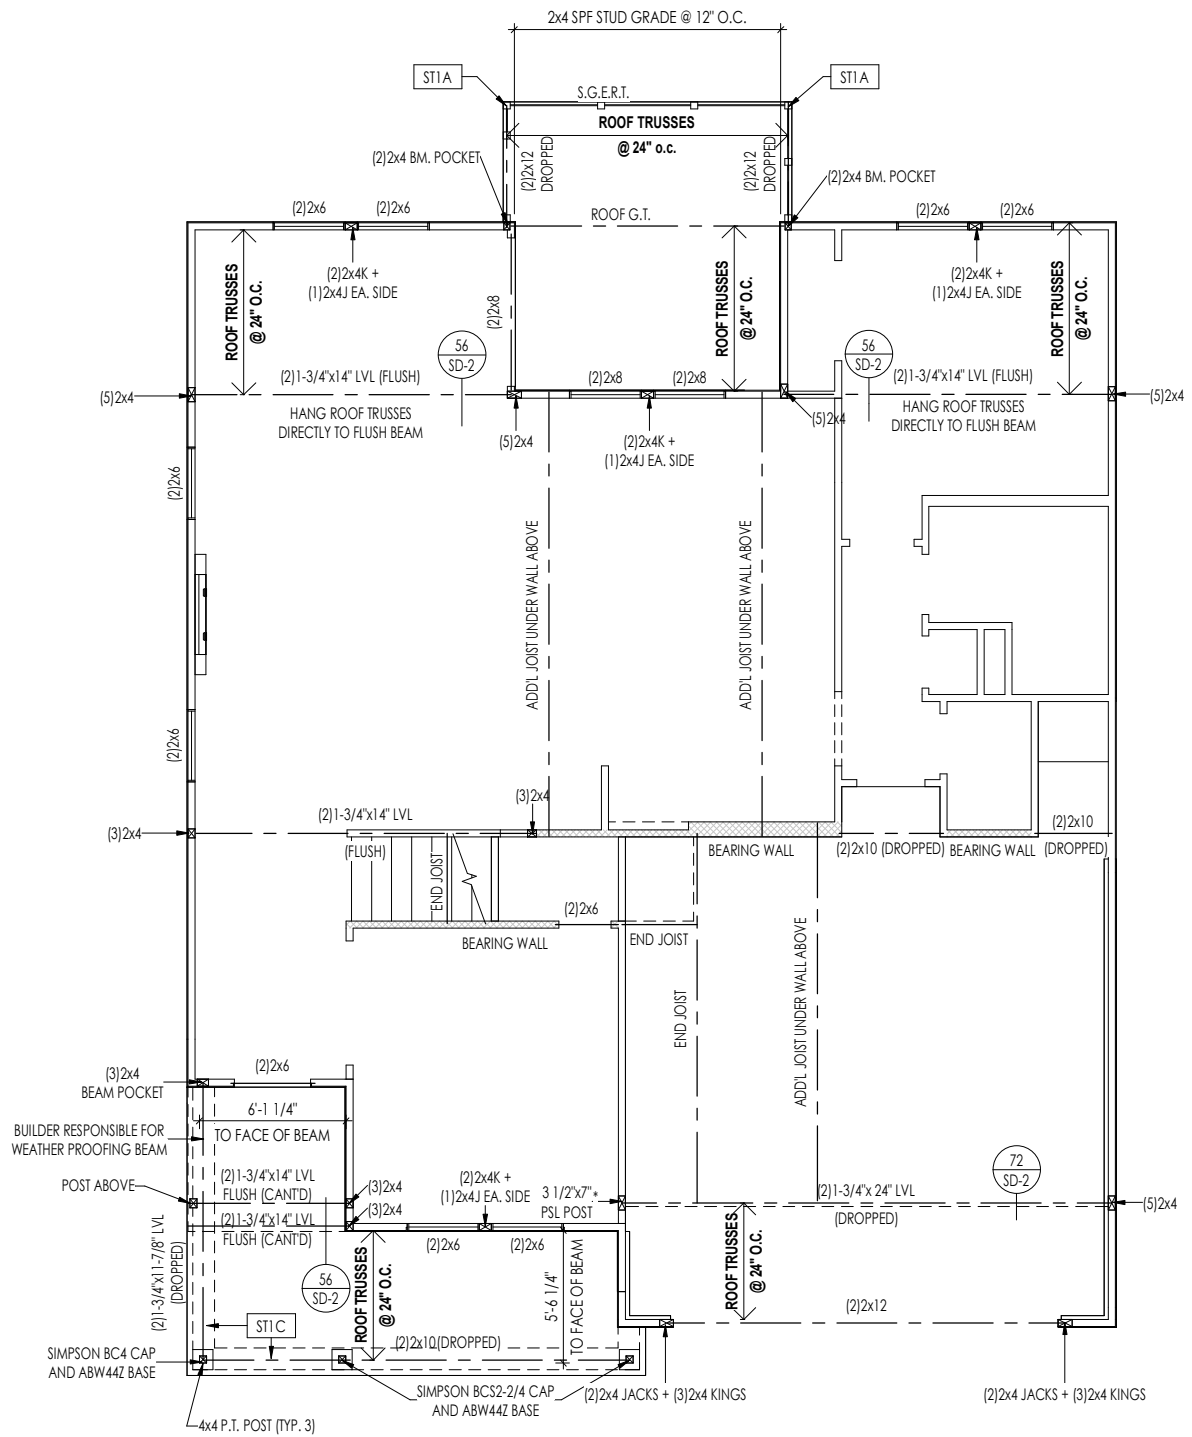 2x4 SPF STUD GRADE @ 12" O.C.
ST1A
ST1A
S.G.E.R.T.
ROOF TRUSSES
@ 24" o.c.
(2)2x12
DROPPED
(2)2x12
DROPPED
(2)2x4 BM. POCKET
(2)2x4 BM. POCKET
ROOF G.T.
(2)2x6
(2)2x6
(2)2x6
(2)2x6
(2)2x4K +
(1)2x4J EA. SIDE
(2)2x4K +
(1)2x4J EA. SIDE
ROOF TRUSSES
@ 24" O.C.
(2)2x8
ROOF TRUSSES
@ 24" O.C.
ROOF TRUSSES
@ 24" O.C.
56
SD-2
56
SD-2
(2)1-3/4"x14" LVL (FLUSH)
(2)2x8
(2)2x8
(2)1-3/4"x14" LVL (FLUSH)
(5)2x4
HANG ROOF TRUSSES
DIRECTLY TO FLUSH BEAM
(5)2x4
(2)2x4K +
(1)2x4J EA. SIDE
(5)2x4
HANG ROOF TRUSSES
DIRECTLY TO FLUSH BEAM
(5)2x4
(2)2x6
ADD'L JOIST UNDER WALL ABOVE
ADD'L JOIST UNDER WALL ABOVE
(2)2x6
(3)2x4
(2)1-3/4"x14" LVL
(FLUSH)
(3)2x4
(2)2x10
(DROPPED)
BEARING WALL
(2)2x10 (DROPPED)
BEARING WALL
END JOIST
(2)2x6
BEARING WALL
END JOIST
END JOIST
ADD'L JOIST UNDER WALL ABOVE
(3)2x4
BEAM POCKET
(2)2x6
6'-1 1/4"
TO FACE OF BEAM
BUILDER RESPONSIBLE FOR
WEATHER PROOFING BEAM
POST ABOVE
(2)1-3/4"x14" LVL
FLUSH (CANT'D)
(2)1-3/4"x14" LVL
FLUSH (CANT'D)
(3)2x4
(3)2x4
(2)2x4K +
(1)2x4J EA. SIDE
3 1/2"x7" *
PSL POST
72
SD-2
(2)1-3/4"x 24" LVL
(DROPPED)
(5)2x4
(2)2x6
(2)2x6
(2)1-3/4"x11-7/8" LVL
(DROPPED)
56
SD-2
ROOF TRUSSES
@ 24" O.C.
5'-6 1/4"
TO FACE OF BEAM
ROOF TRUSSES
@ 24" O.C.
(2)2x12
ST1C
(2)2x10(DROPPED)
SIMPSON BC4 CAP
AND ABW44Z BASE
SIMPSON BCS2-2/4 CAP
AND ABW44Z BASE
(2)2x4 JACKS + (3)2x4 KINGS
(2)2x4 JACKS + (3)2x4 KINGS
4x4 P.T. POST (TYP. 3)